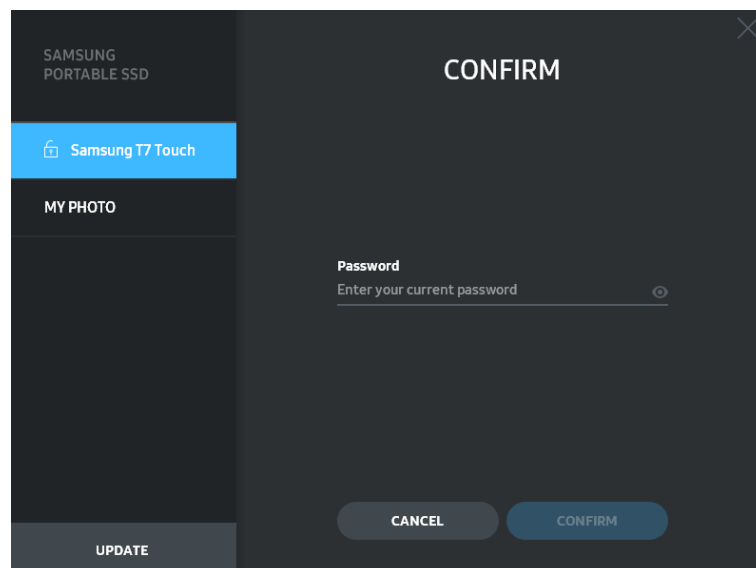 SAMSUNG
PORTABLE SSD
Samsung T7 Touch
MY PHOTO
UPDATE
CONFIRM
Password
Enter your current password
CANCEL
CONFIRM